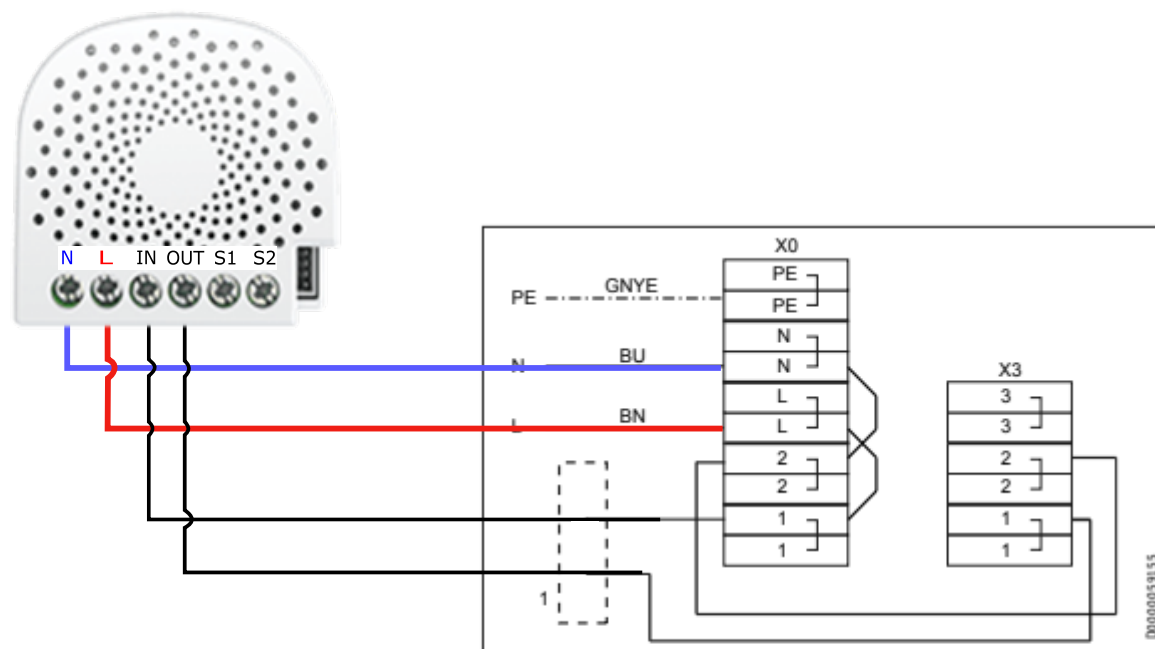 N L IN OUT S1 S2
X0
PE
PE GNYE PE
N
N BU N
X3
L
3
L BN L
3
2
2
2
2
1
1
1
1
1
D0000059155